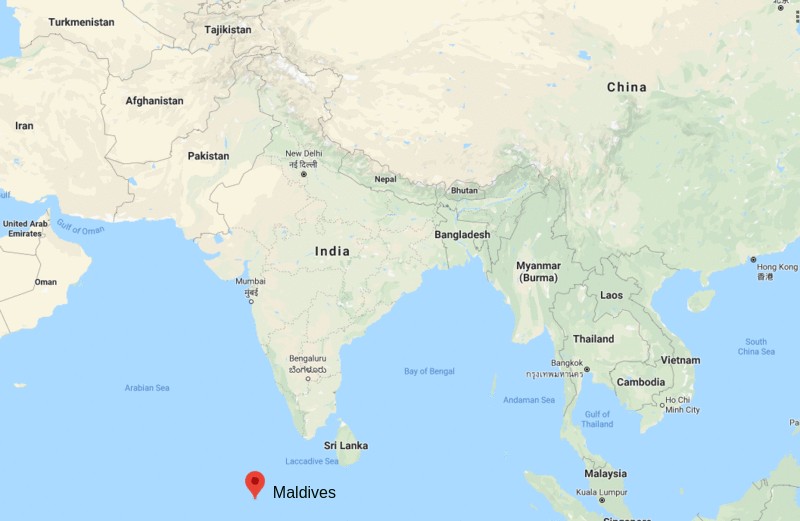 北京
Turkmenistan
Tajikistan
China
Afghanistan
Iran
New Delhi
नई दिल्ली
Pakistan
Nepal
Bhutan
United Arab
Emirates
Gulf of Oman
Bangladesh
India
Myanmar
(Burma)
Hong Kong
香港
Oman
Mumbai
मुंबई
Laos
Thailand
South
China Sea
Bengaluru
ಬೆಂಗಳೂರು
Bay of Bengal
Bangkok
กรุงเทพมหานคร
Vietnam
Arabian Sea
Cambodia
Andaman Sea
Ho Chi
Minh City
Gulf of
Thailand
Sri Lanka
Laccadive Sea
Malaysia
Maldives
Kuala Lumpur
Singapore